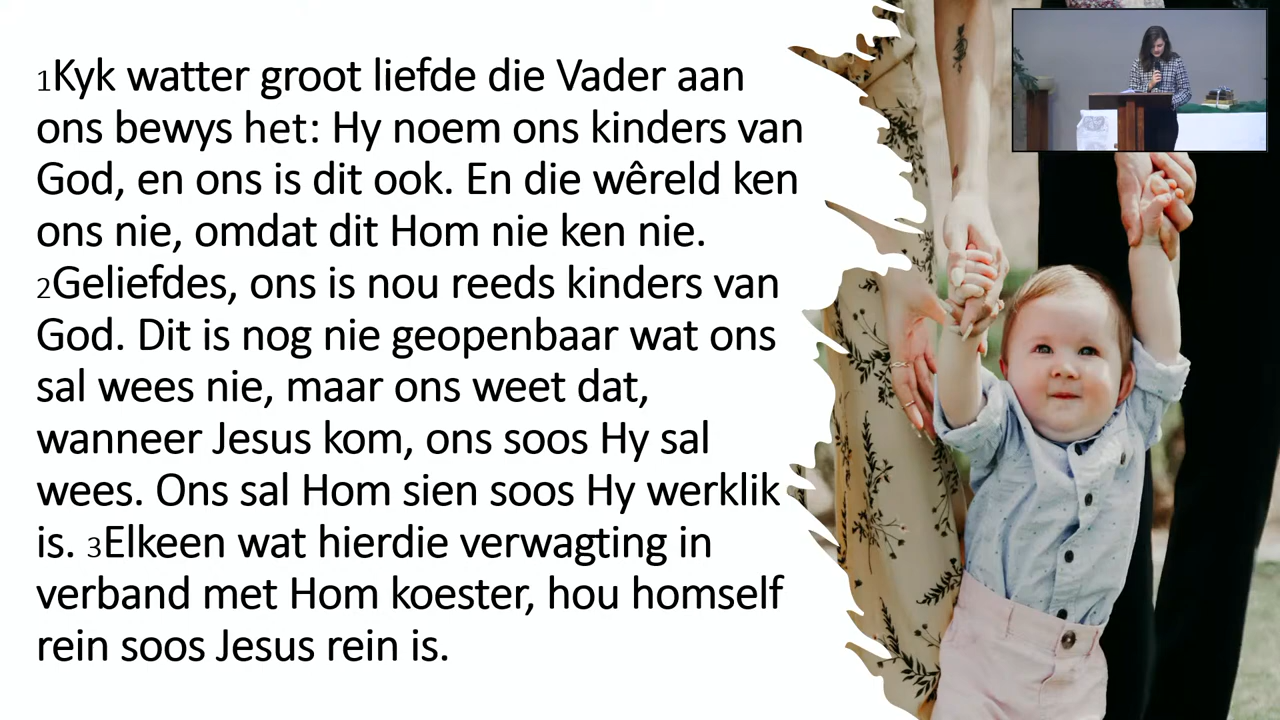 1Kyk watter groot liefde die Vader aan
ons bewys het: Hy noem ons kinders van
God, en ons is dit ook. En die wêreld ken
ons nie, omdat dit Hom nie ken nie.
2Geliefdes, ons is nou reeds kinders van
God. Dit is nog nie geopenbaar wat ons
sal wees nie, maar ons weet dat,
wanneer Jesus kom, ons soos Hy sal
wees. Ons sal Hom sien soos Hy werklik
is. 3Elkeen wat hierdie verwagting in
verband met Hom koester, hou homself
rein soos Jesus rein is.